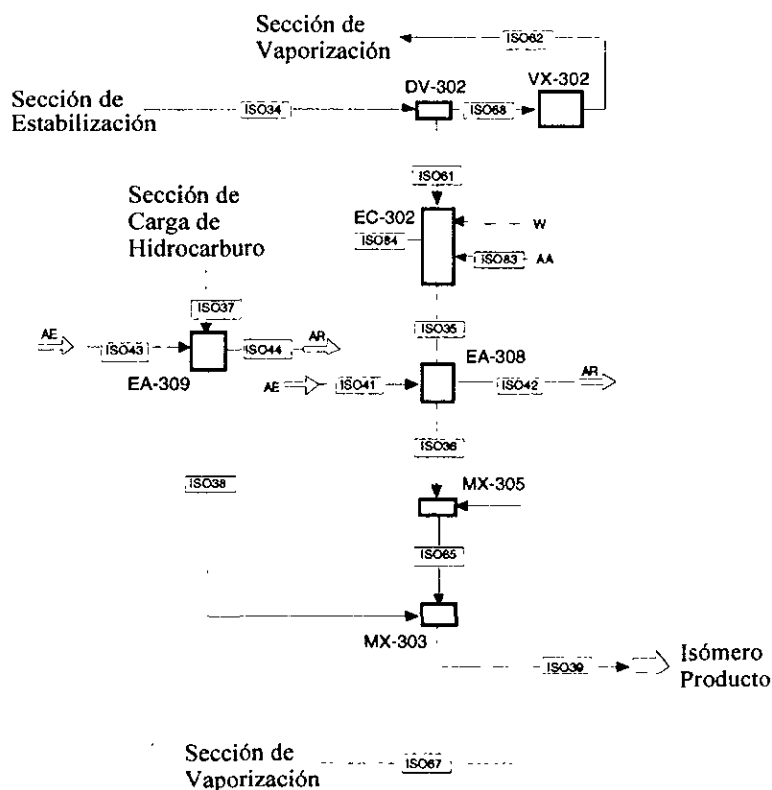 Sección de
Vaporización
ISO62
DV-302
VX-302
Sección de
Estabilización
ISO34
ISO68
ISO61
Sección de
Carga de
Hidrocarburo
EC-302
W
ISO84
ISO83
AA
ISO37
ISO35
AE
ISO43
ISO44
AR
EA-309
EA-308
AE
ISO41
ISO42
AR
ISO36
ISO38
MX-305
ISO65
MX-303
ISO39
Isómero
Producto
Sección de
Vaporización
ISO67